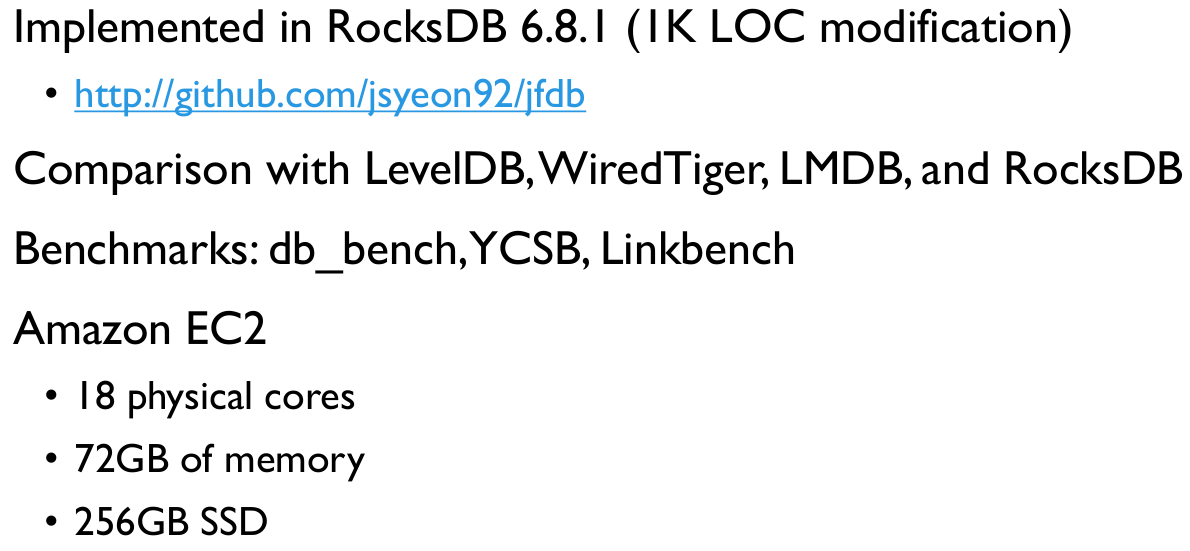 Implemented in RocksDB 6.8.1 (1K LOC modification)
• http://github.com/jsyeon92/jfdb
Comparison with LevelDB, WiredTiger, LMDB, and RocksDB
Benchmarks: db_bench, YCSB, Linkbench
Amazon EC2
• 18 physical cores
• 72GB of memory
• 256GB SSD